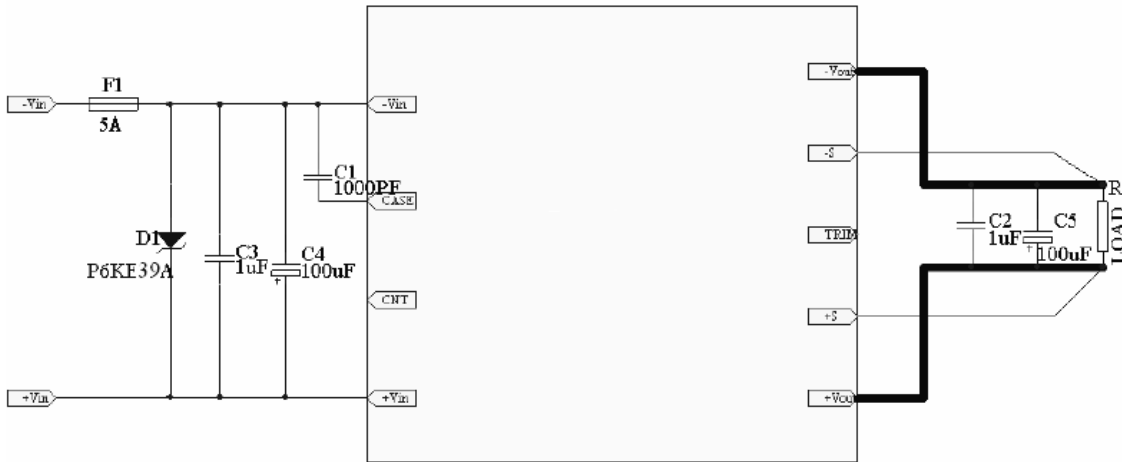 F1
5A
-Vin
-Vin
C1
1000PF
CASE
D1
P6KE39A
C3
1uF
C4
100uF
+
CNT
+Vin
+Vin
-Vout
-S
TRIM
+S
+Vou
C2
1uF
C5
100uF
+
R
LOAD